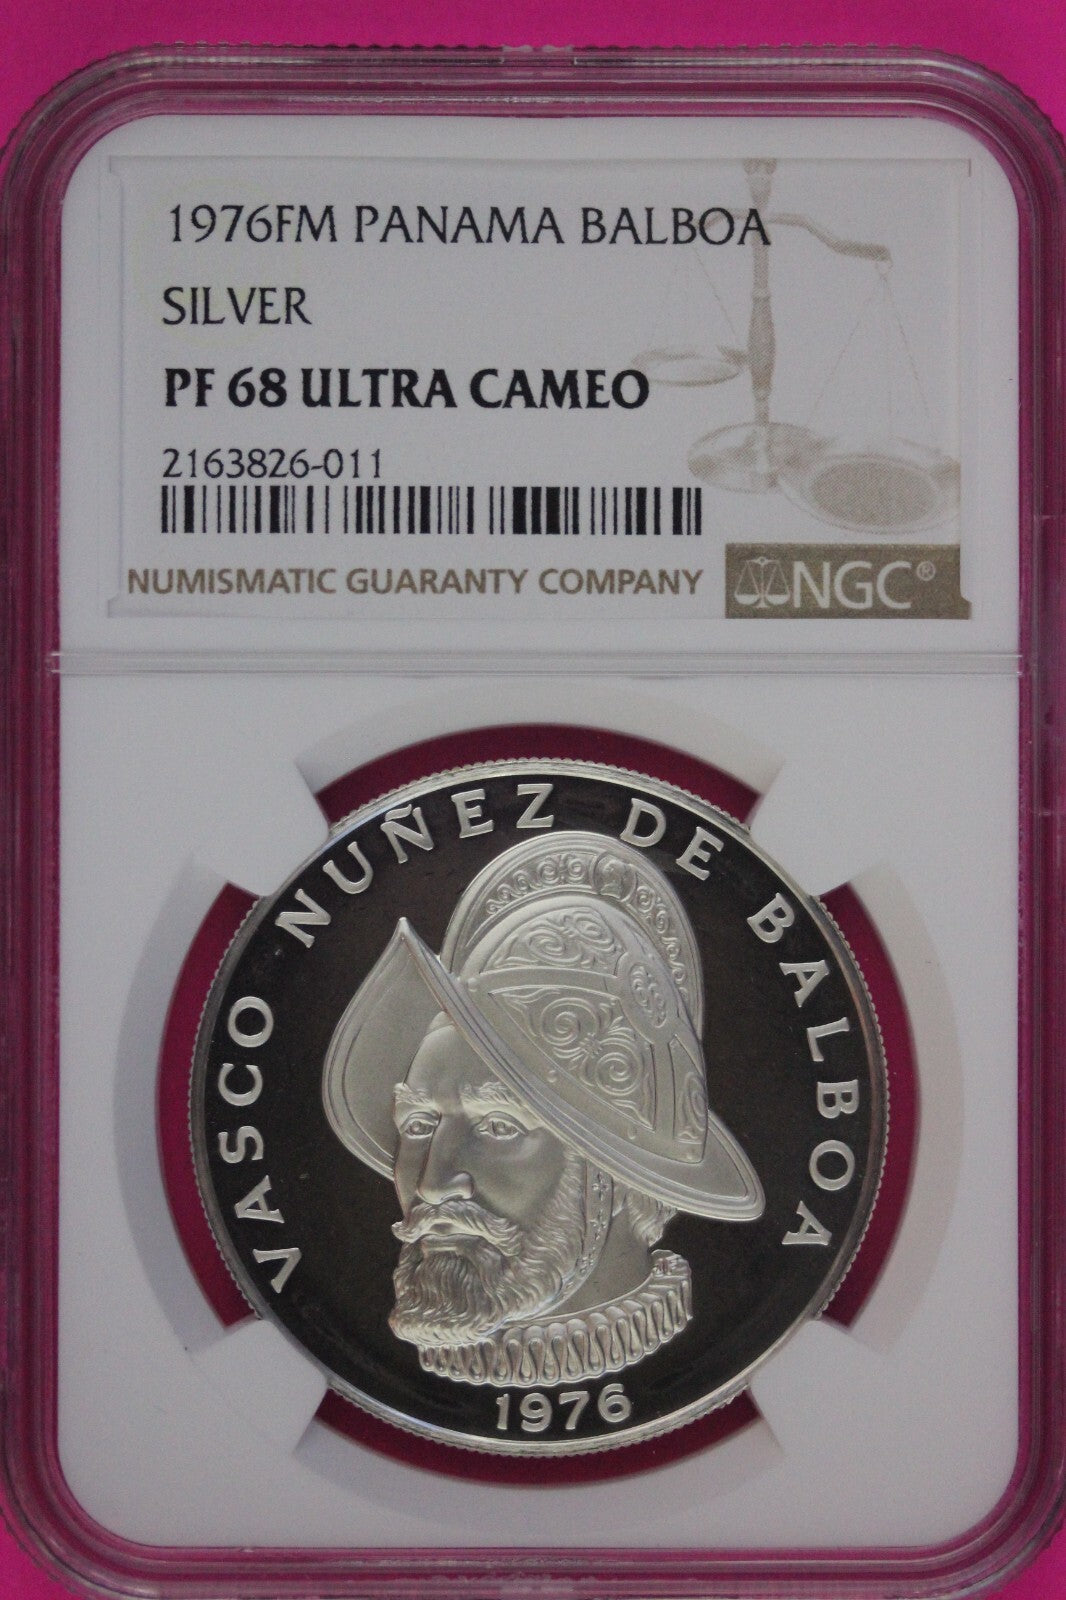 1976FM PANAMA BALBOA
SILVER
PF 68 ULTRA CAMEO
2163826-011
NUMISMATIC GUARANTY COMPANY
NGC®
VASCO NUÑEZ DE BALBOA
1976